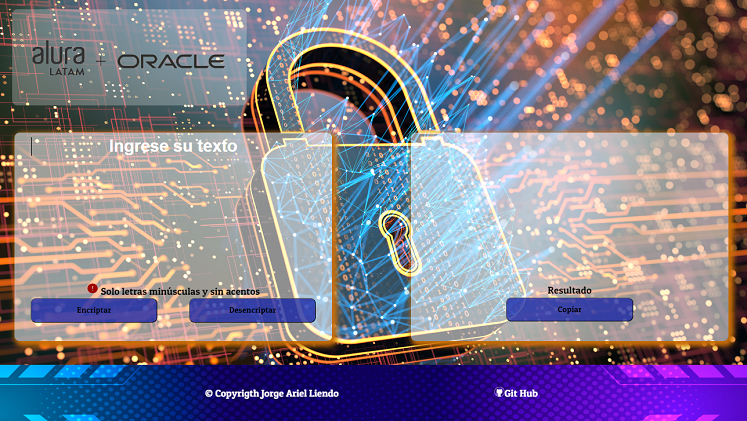 alura
LATAM
+ ORACLE
Ingrese su texto
Solo letras minúsculas y sin acentos
Encriptar
Desencriptar
Resultado
Copiar
© Copyrigth Jorge Ariel Liendo
Git Hub